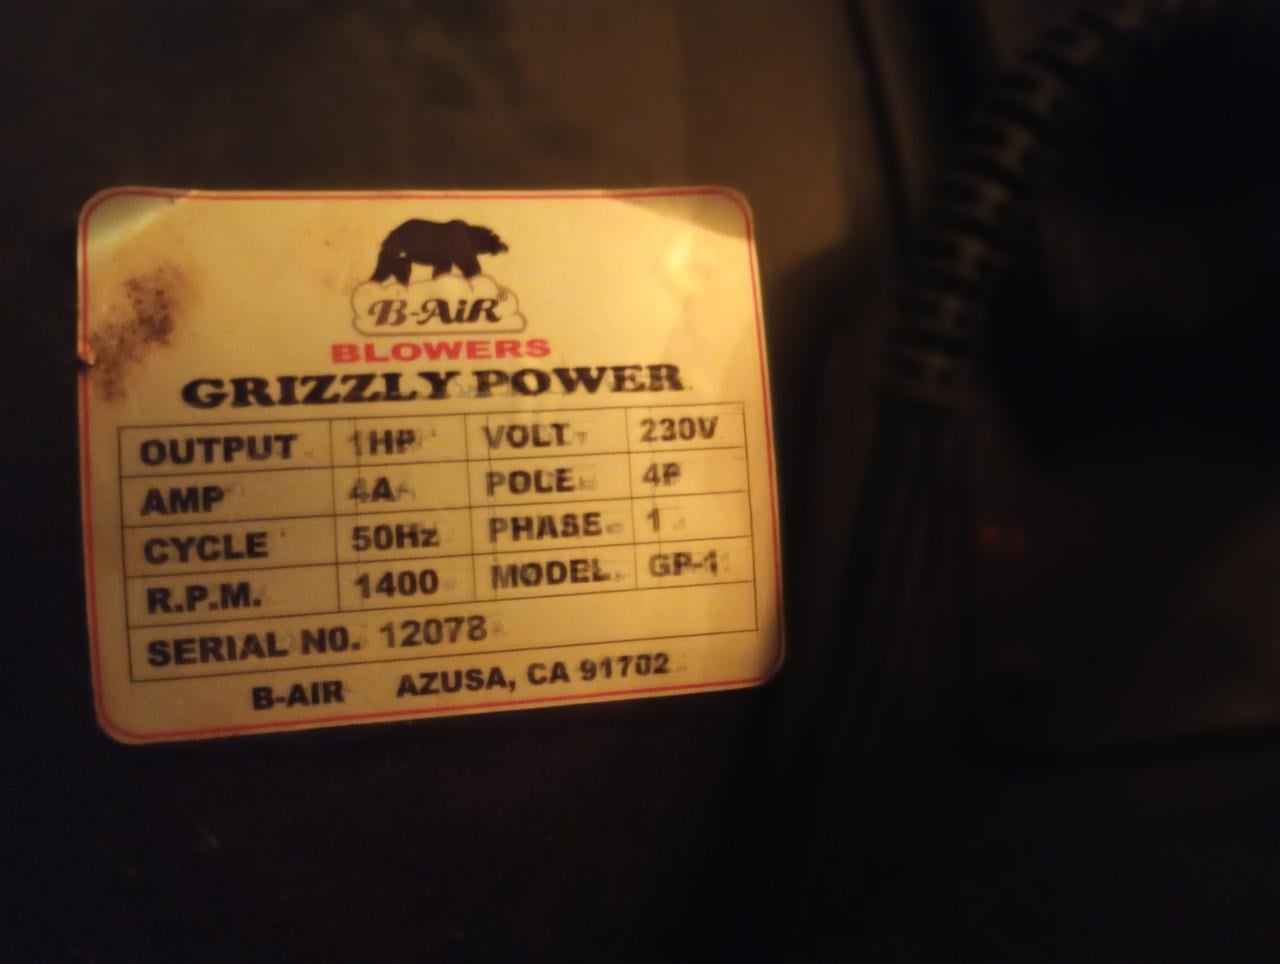 B-AiR®
BLOWERS
GRIZZLY POWER
OUTPUT 1HP VOLT 230V
AMP 4A POLE 4P
CYCLE 50Hz PHASE 1
R.P.M. 1400 MODEL GP-1
SERIAL NO. 12078
B-AIR AZUSA, CA 91702